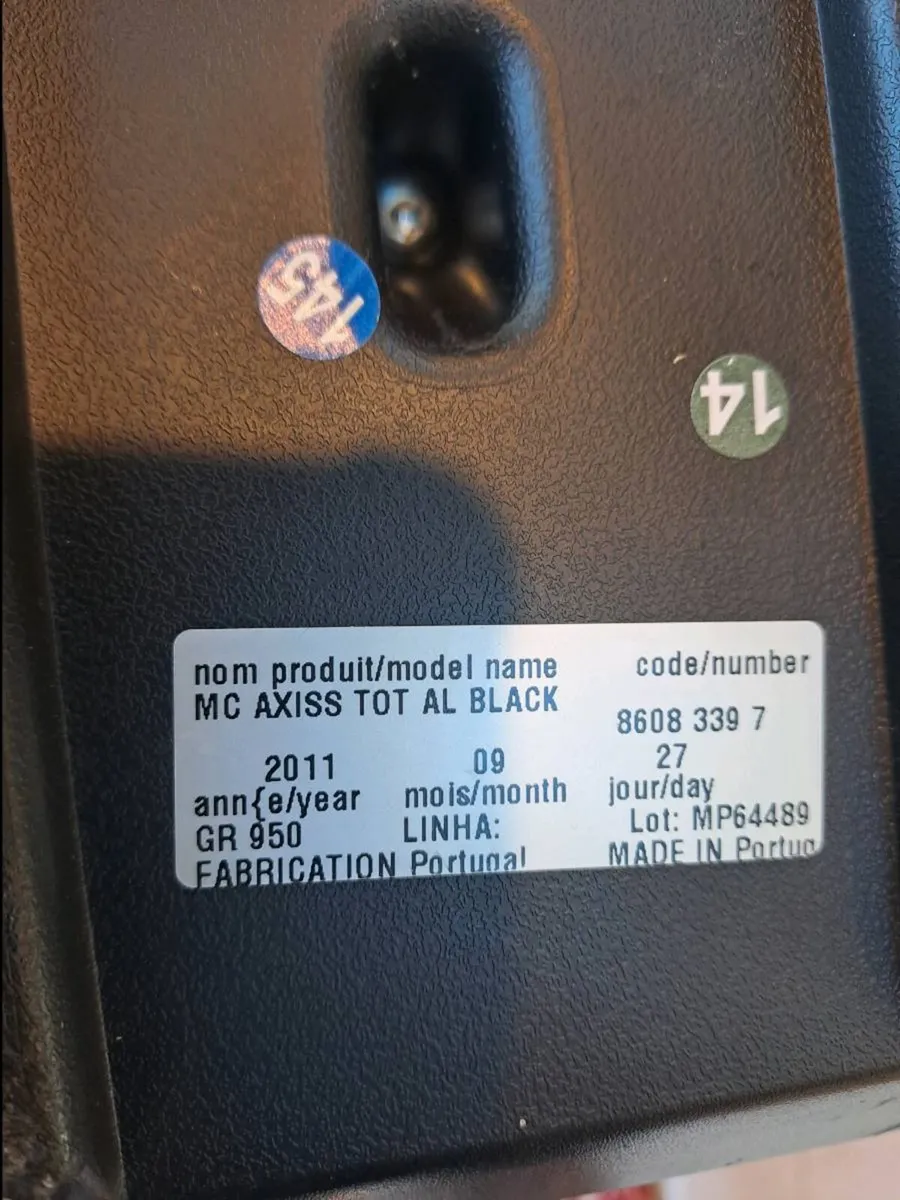 145
14
nom produit/model name code/number
MC AXISS TOT AL BLACK
8608 339 7
2011 09 27
ann{e/year mois/month jour/day
GR 950 LINHA: Lot: MP64489
FABRICATION Portugal MADE IN Portug